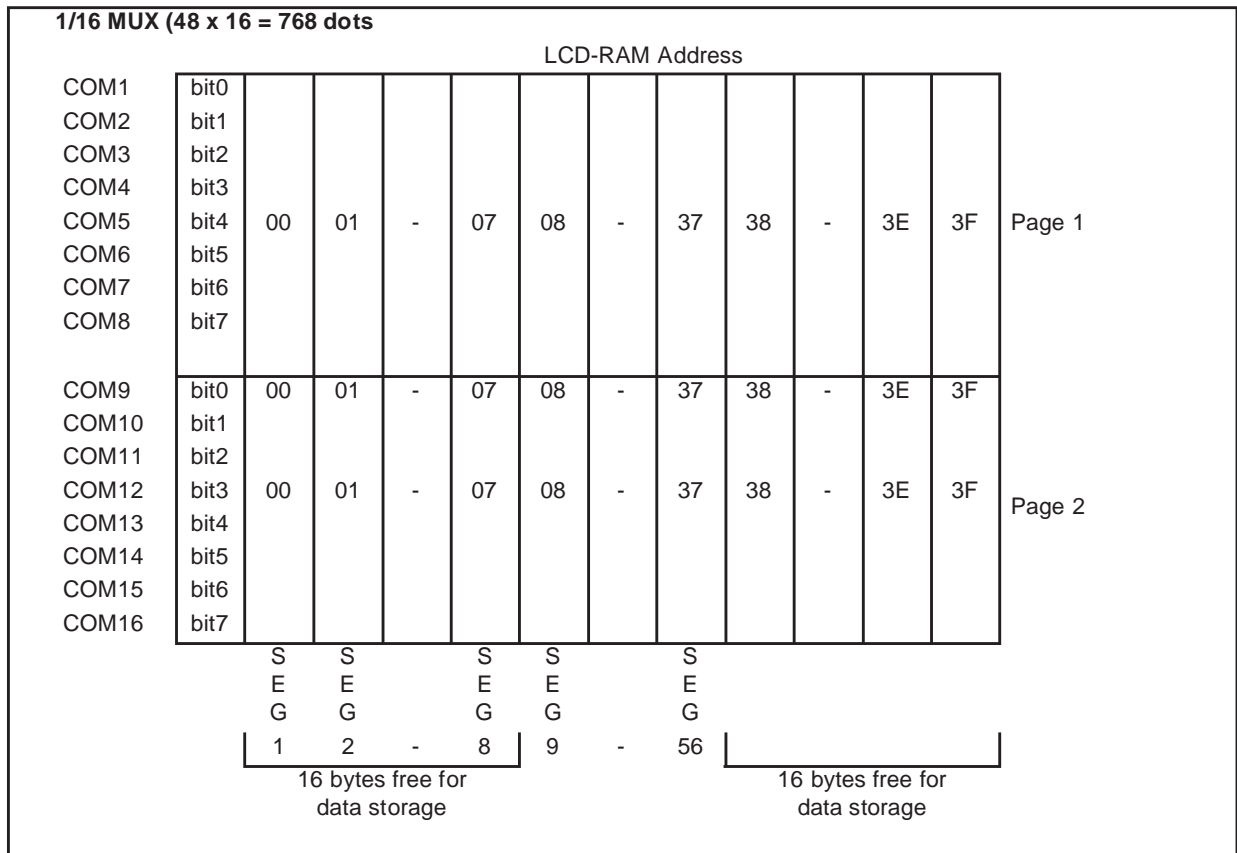 1/16 MUX (48 x 16 = 768 dots
LCD-RAM Address
COM1 bit0
COM2 bit1
COM3 bit2
COM4 bit3
COM5 bit4 00 01 - 07 08 - 37 38 - 3E 3F Page 1
COM6 bit5
COM7 bit6
COM8 bit7
COM9 bit0 00 01 - 07 08 - 37 38 - 3E 3F
COM10 bit1
COM11 bit2
COM12 bit3 00 01 - 07 08 - 37 38 - 3E 3F
Page 2
COM13 bit4
COM14 bit5
COM15 bit6
COM16 bit7
S S S S S
E E E E E
G G G G G
1 2 - 8 9 - 56
16 bytes free for 16 bytes free for
data storage data storage